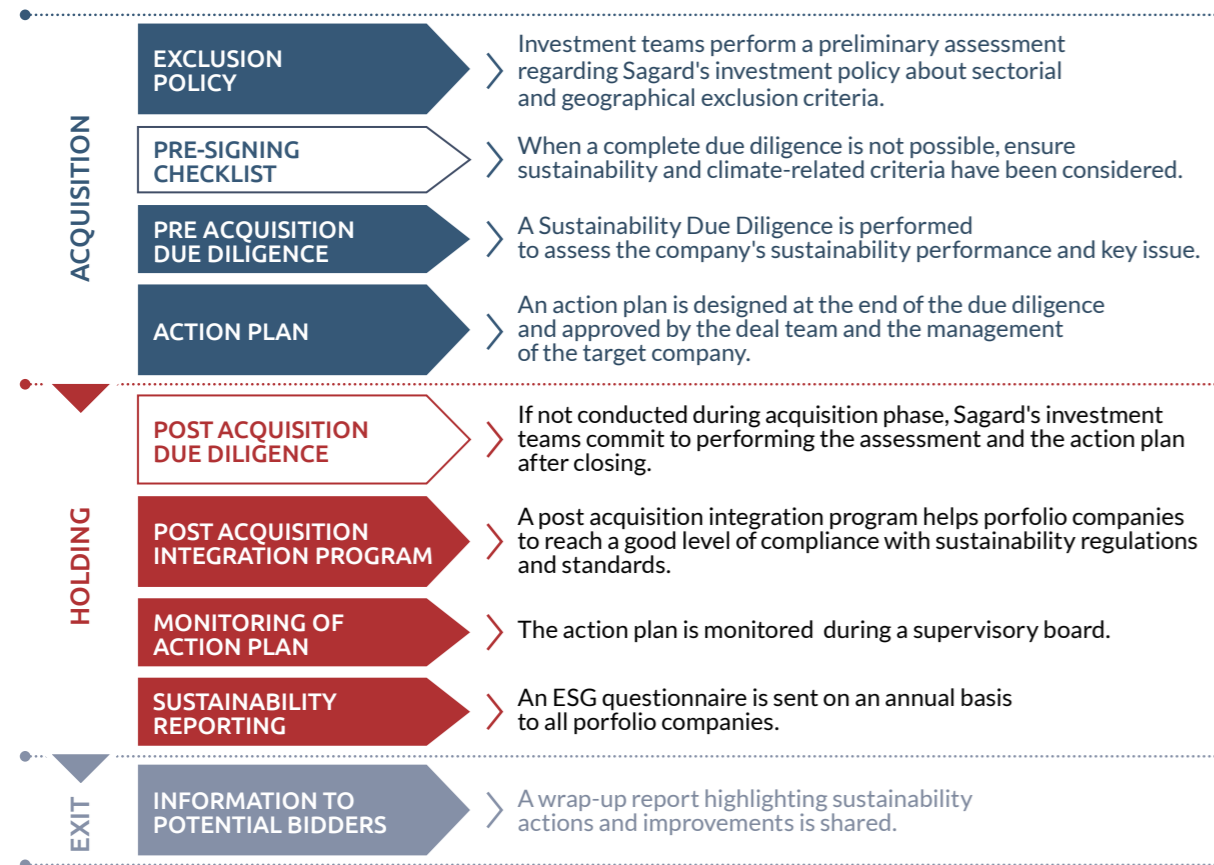 ACQUISITION
EXCLUSION
POLICY
Investment teams perform a preliminary assessment
regarding Sagard's investment policy about sectorial
and geographical exclusion criteria.
PRE-SIGNING
CHECKLIST
When a complete due diligence is not possible, ensure
sustainability and climate-related criteria have been considered.
PRE ACQUISITION
DUE DILIGENCE
A Sustainability Due Diligence is performed
to assess the company's sustainability performance and key issue.
ACTION PLAN
An action plan is designed at the end of the due diligence
and approved by the deal team and the management
of the target company.
HOLDING
POST ACQUISITION
DUE DILIGENCE
If not conducted during acquisition phase, Sagard's investment
teams commit to performing the assessment and the action plan
after closing.
POST ACQUISITION
INTEGRATION PROGRAM
A post acquisition integration program helps porfolio companies
to reach a good level of compliance with sustainability regulations
and standards.
MONITORING OF
ACTION PLAN
The action plan is monitored during a supervisory board.
SUSTAINABILITY
REPORTING
An ESG questionnaire is sent on an annual basis
to all porfolio companies.
EXIT
INFORMATION TO
POTENTIAL BIDDERS
A wrap-up report highlighting sustainability
actions and improvements is shared.